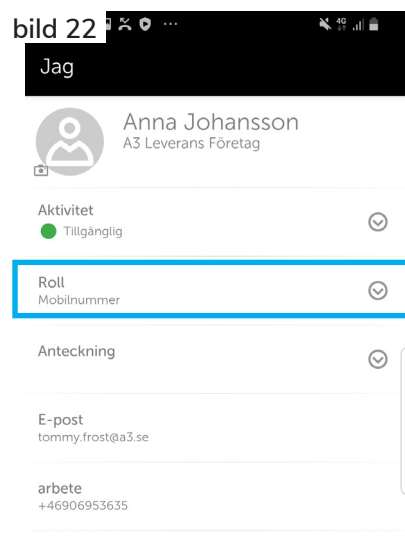 bild 22
4G
Jag
Anna Johansson
A3 Leverans Företag
Aktivitet
Tillgänglig
Roll
Mobilnummer
Anteckning
E-post
tommy.frost@a3.se
arbete
+46906953635